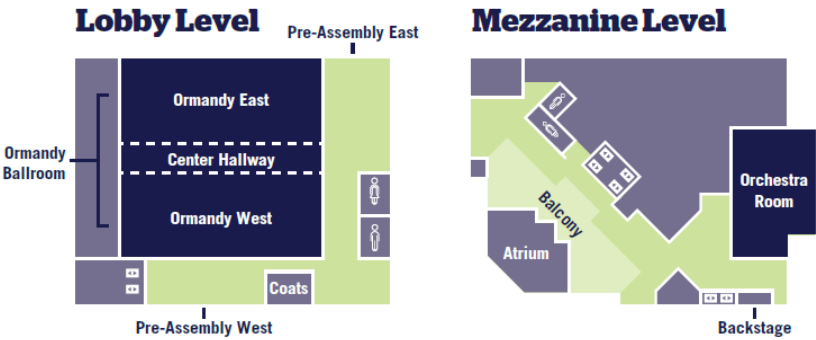 Lobby Level
Pre-Assembly East
Ormandy East
Ormandy
Ballroom
Center Hallway
Ormandy West
Coats
Pre-Assembly West
Mezzanine Level
Orchestra
Room
Balcony
Atrium
Backstage